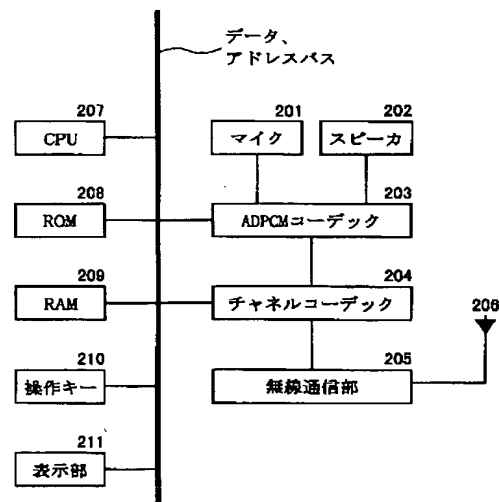 データ、
アドレスバス
207
CPU
201
マイク
202
スピーカ
208
ROM
203
ADPCMコーデック
209
RAM
204
チャネルコーデック
206
210
操作キー
205
無線通信部
211
表示部